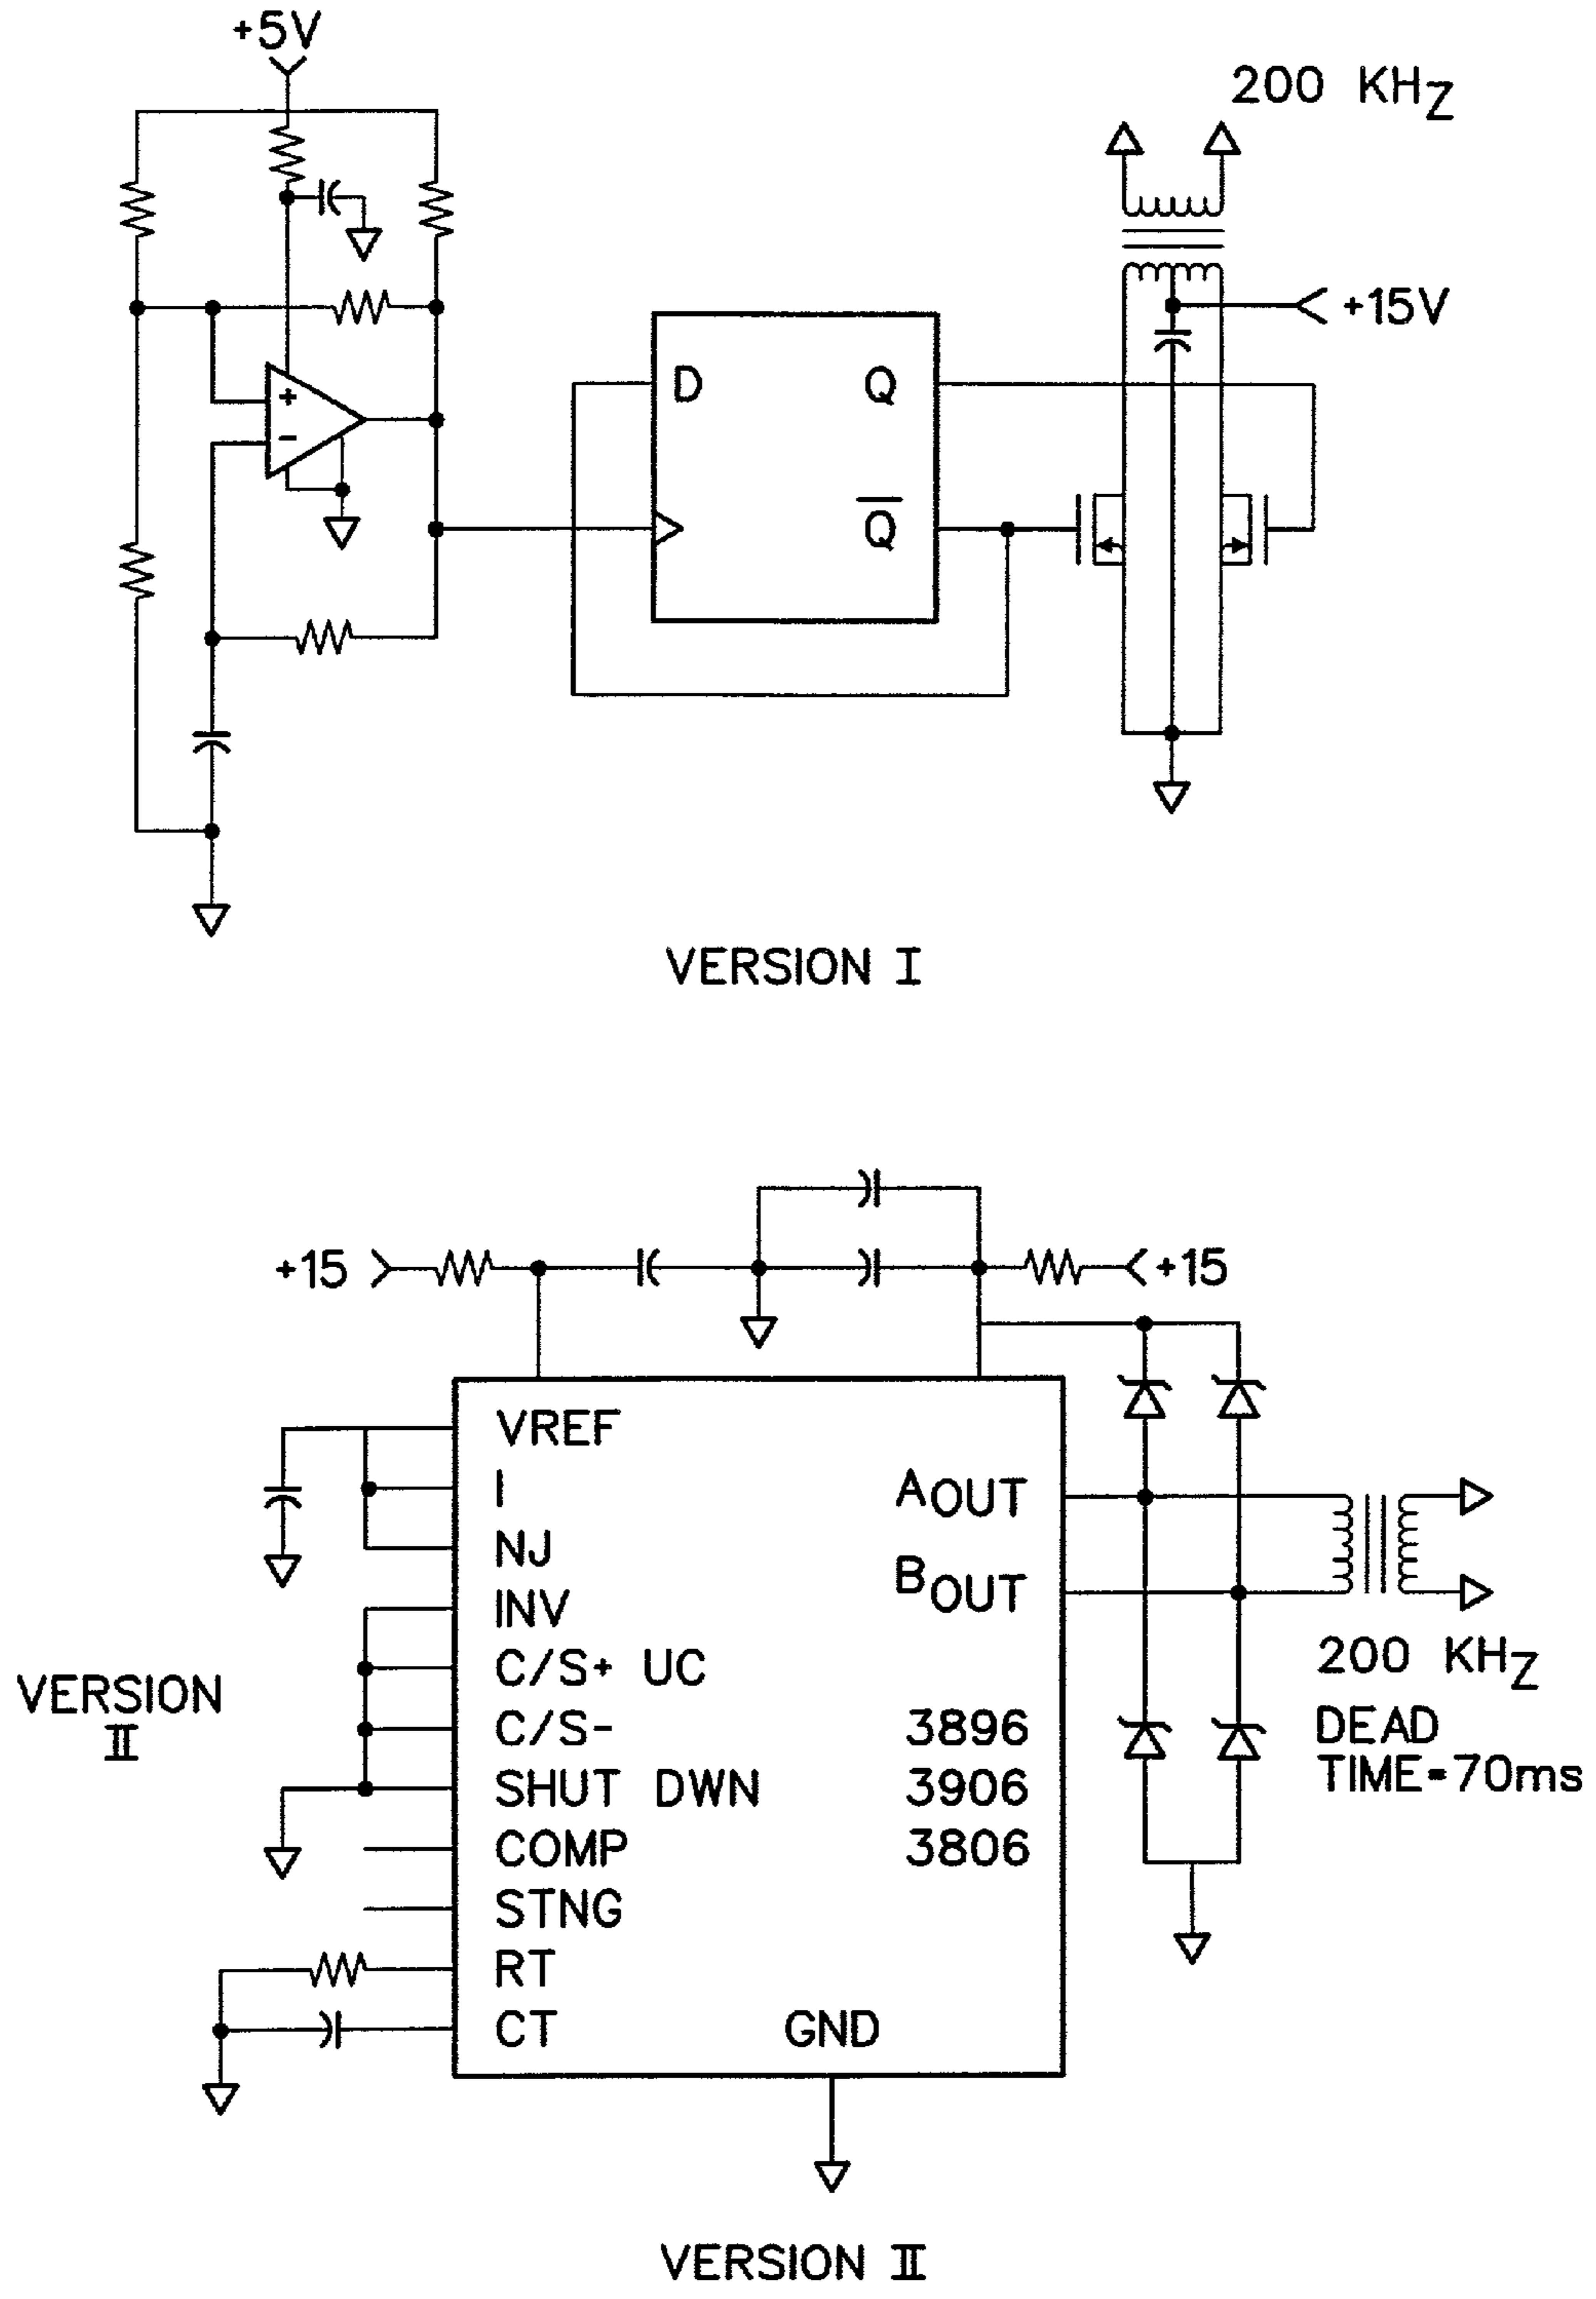 +5V
200 KHZ
+15V
+
−
D
Q
Q̅
VERSION I
+15
+15
VREF
I
NJ
INV
C/S+ UC
C/S-
SHUT DWN
COMP
STNG
RT
CT
AOUT
BOUT
3896
3906
3806
GND
200 KHZ
DEAD
TIME=70ms
VERSION
II
VERSION II